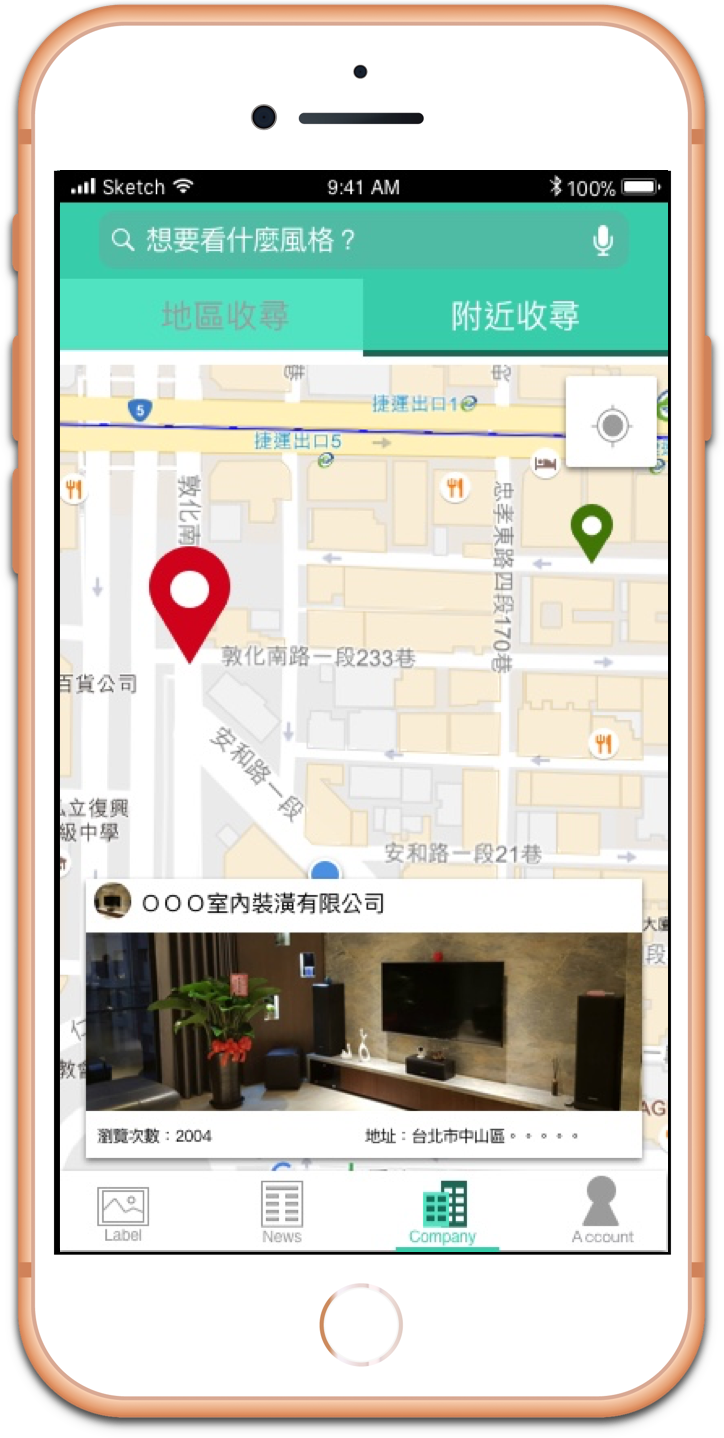 Sketch 9:41 AM 100%
想要看什麼風格？
地區收尋 附近收尋
巷
5
捷運出口1
捷運出口5
敦化南
忠孝東路四段170巷
敦化南路一段233巷
百貨公司
安和路一段
立復興
級中學
安和路一段21巷
OOO室內裝潢有限公司
大廈
段
教會
AG
瀏覽次數：2004 地址：台北市中山區。。。。。
Label News Company Account